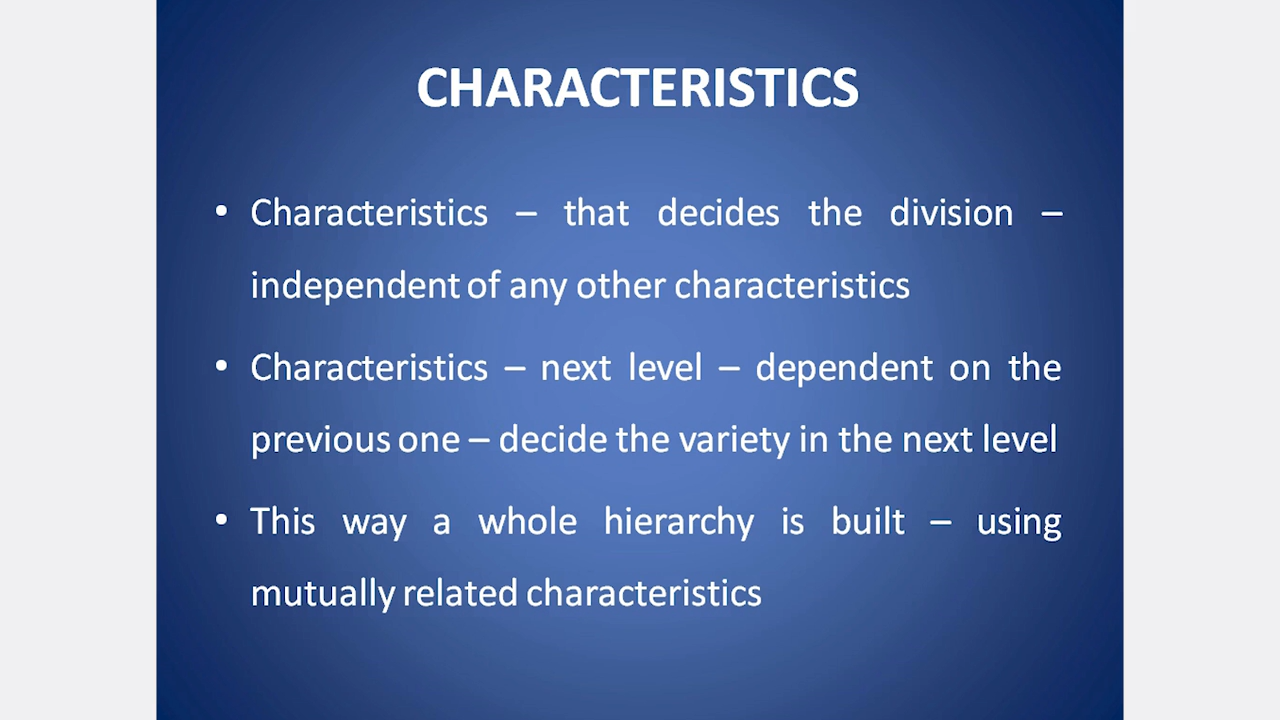 CHARACTERISTICS
• Characteristics – that decides the division –
independent of any other characteristics
• Characteristics – next level – dependent on the
previous one – decide the variety in the next level
• This way a whole hierarchy is built – using
mutually related characteristics